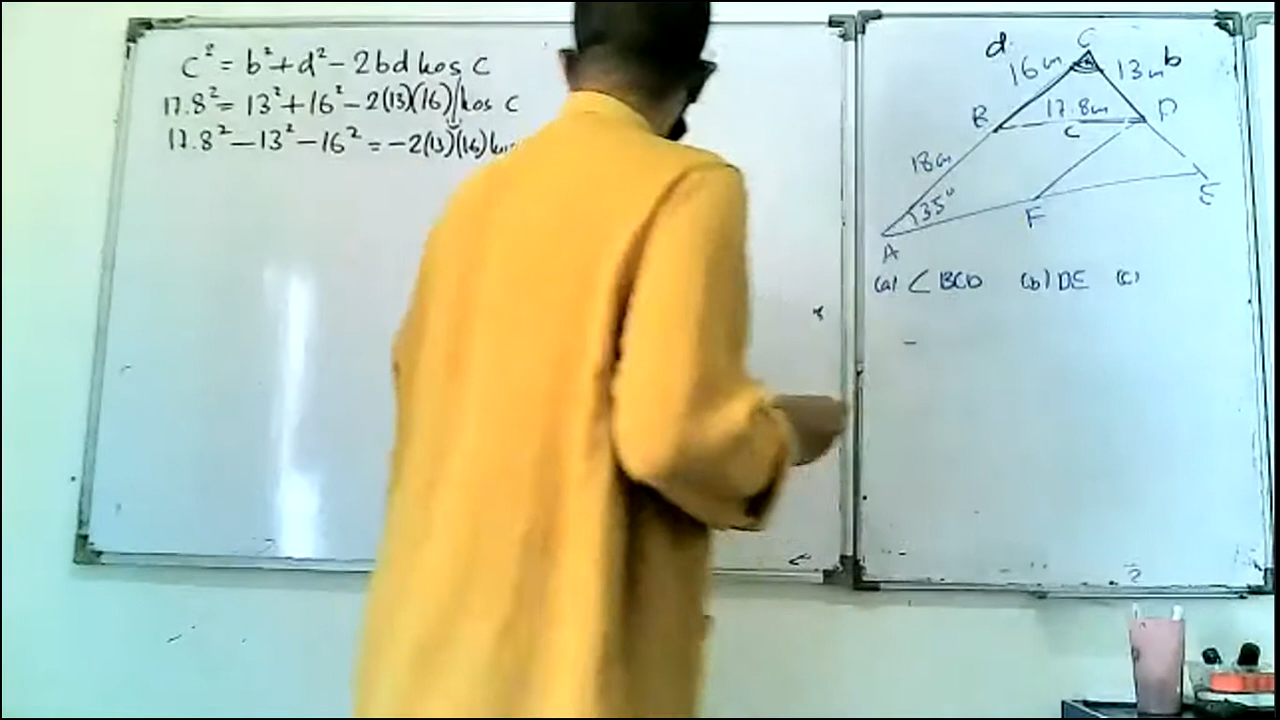 c² = b² + d² - 2bd kos c
17.8² = 13² + 16² - 2(13)(16) kos c
17.8² - 13² - 16² = -2(13)(16)
C
d 16m 13m b
B 17.8m D
c
18m
35°
E
F
A
(a) ∠BCD (b) DE (c)